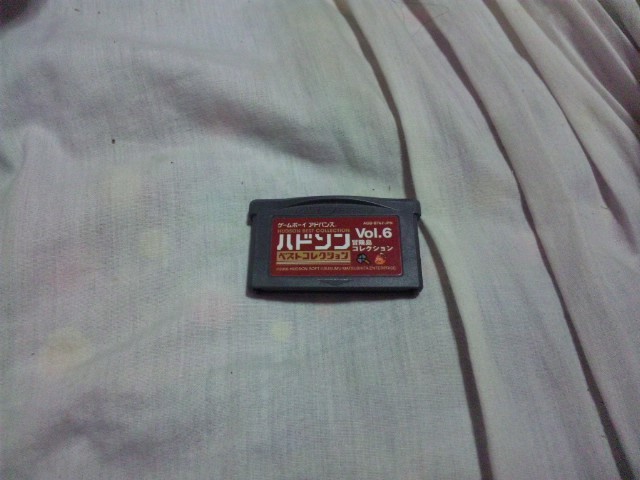 ゲームボーイ アドバンス
HUDSON BEST COLLECTION
ハドソン
ベストコレクション
Vol.6
冒険島
コレクション